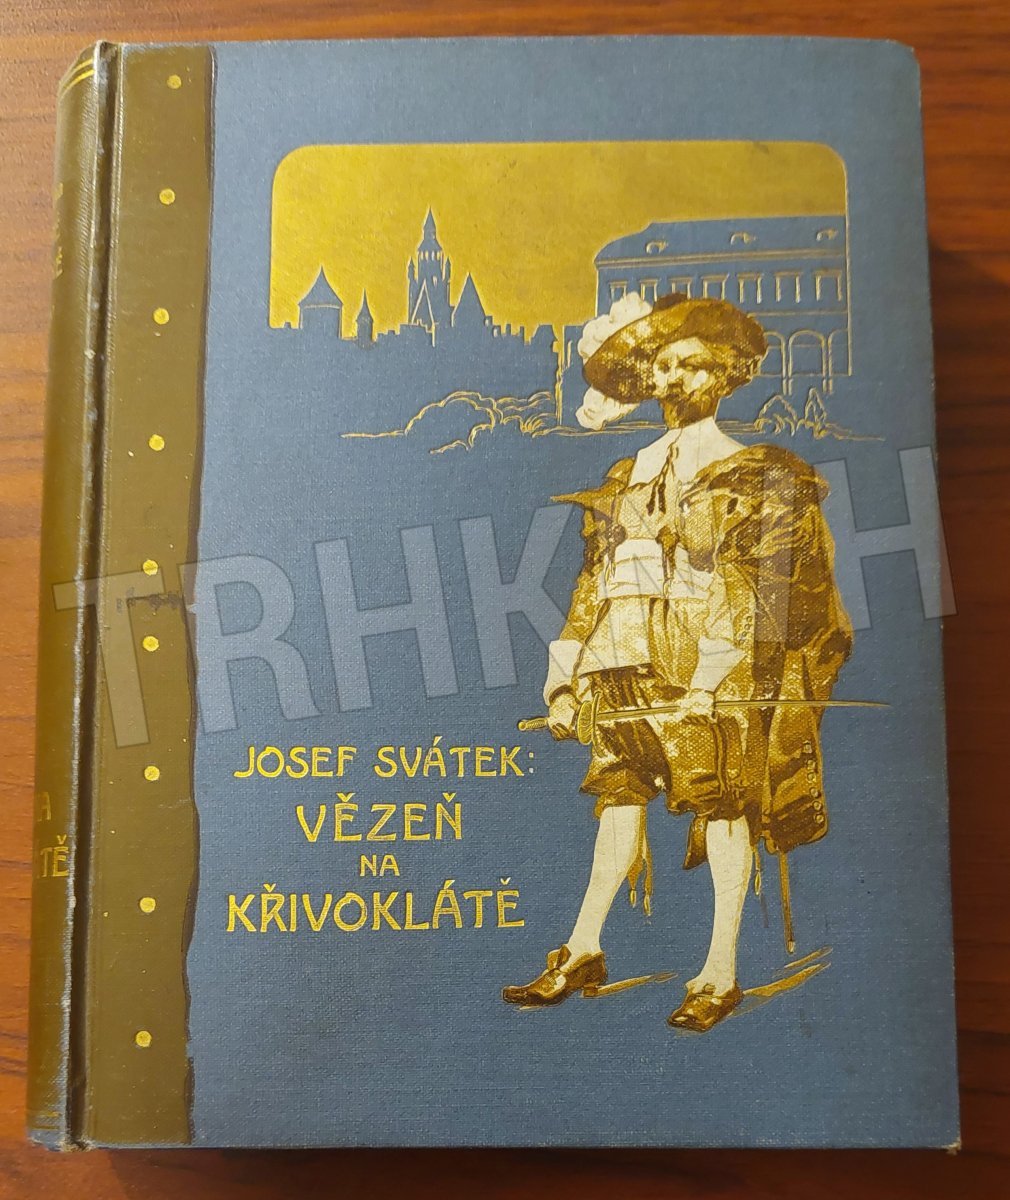 JOSEF SVÁTEK:
VĚZEŇ
NA
KŘIVOKLÁTĚ
TRHKNIH